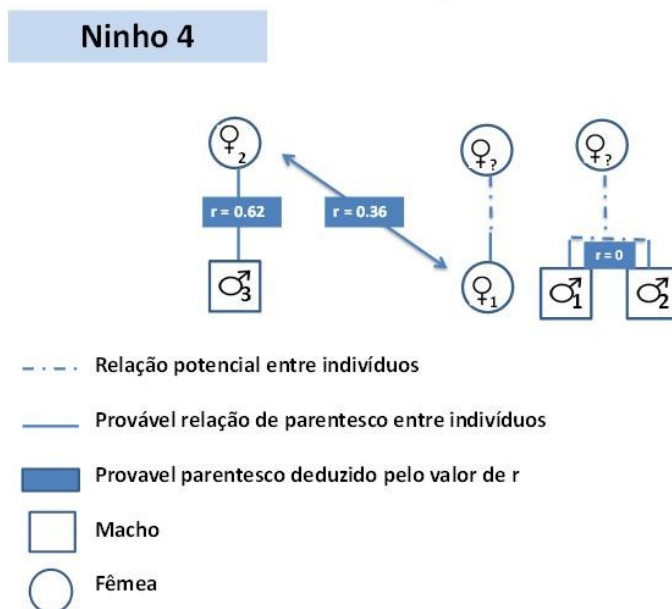 Ninho 4
♀2
♀?
♀?
r = 0.62
r = 0.36
r = 0
♂3
♀1
♂1
♂2
Relação potencial entre indivíduos
Provável relação de parentesco entre indivíduos
Provavel parentesco deduzido pelo valor de r
Macho
Fêmea